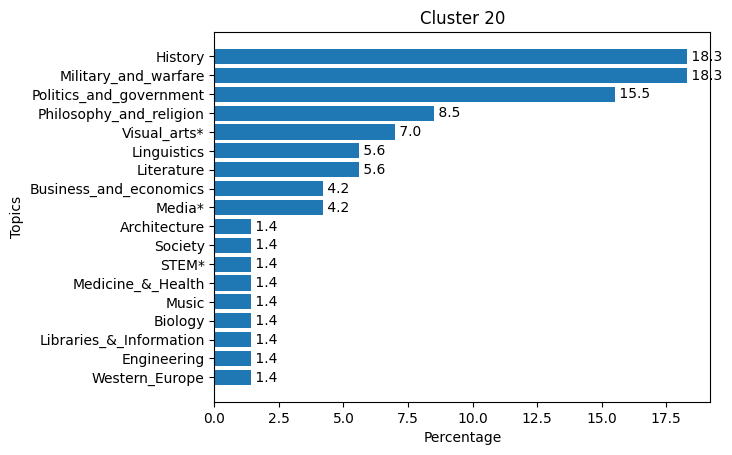 Cluster 20
History 18.3
Military_and_warfare 18.3
Politics_and_government 15.5
Philosophy_and_religion 8.5
Visual_arts* 7.0
Linguistics 5.6
Literature 5.6
Business_and_economics 4.2
Media* 4.2
Architecture 1.4
Society 1.4
STEM* 1.4
Medicine_&_Health 1.4
Music 1.4
Biology 1.4
Libraries_&_Information 1.4
Engineering 1.4
Western_Europe 1.4
Topics
0.0 2.5 5.0 7.5 10.0 12.5 15.0 17.5
Percentage